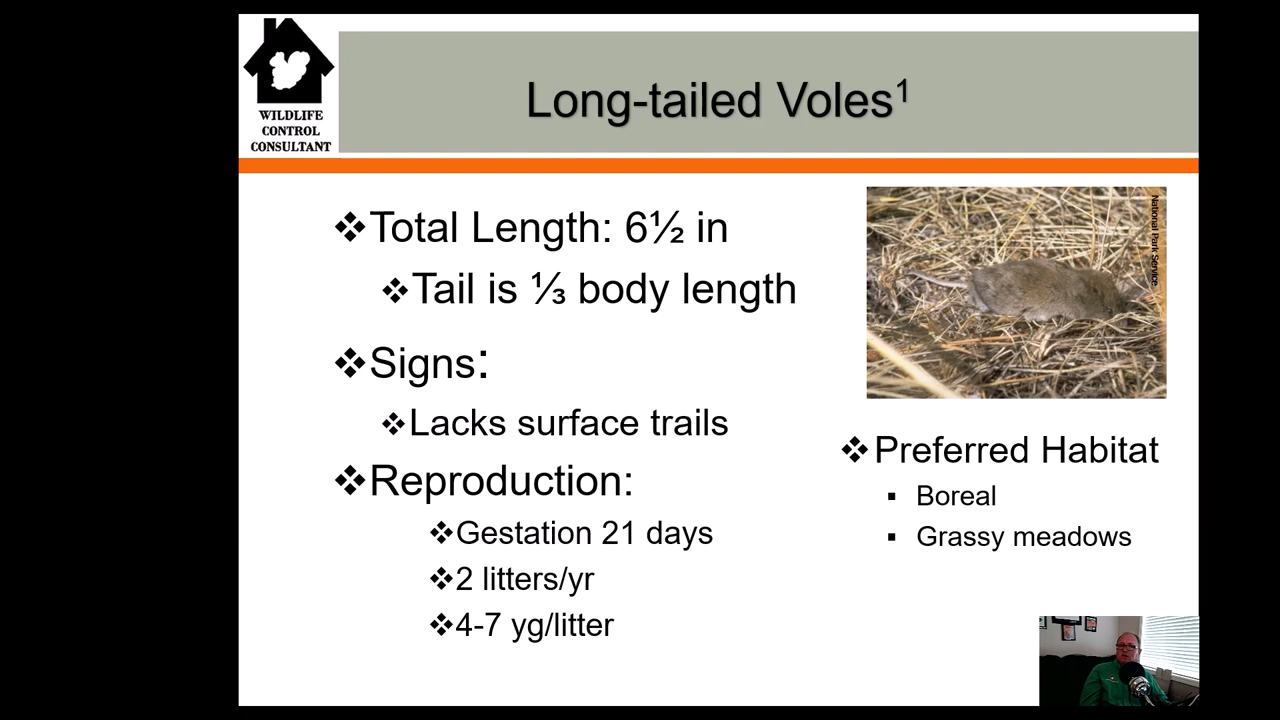 WILDLIFE
CONTROL
CONSULTANT
Long-tailed Voles¹
❖Total Length: 6½ in
❖Tail is ⅓ body length
❖Signs:
❖Lacks surface trails
❖Reproduction:
❖Gestation 21 days
❖2 litters/yr
❖4-7 yg/litter
National Park Service
❖Preferred Habitat
▪ Boreal
▪ Grassy meadows